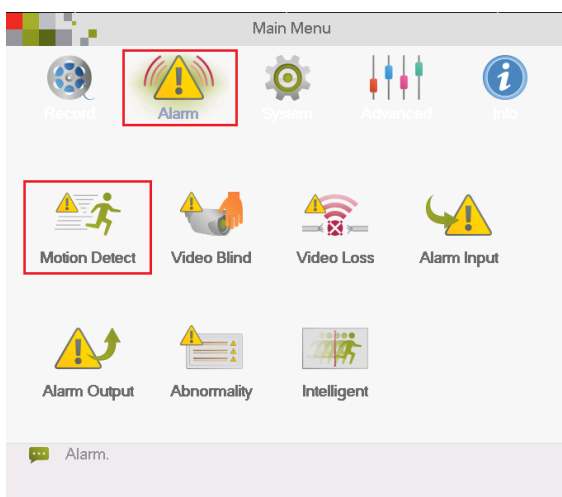 Main Menu
Record Alarm System Advanced Info
Motion Detect Video Blind Video Loss Alarm Input
Alarm Output Abnormality Intelligent
Alarm.